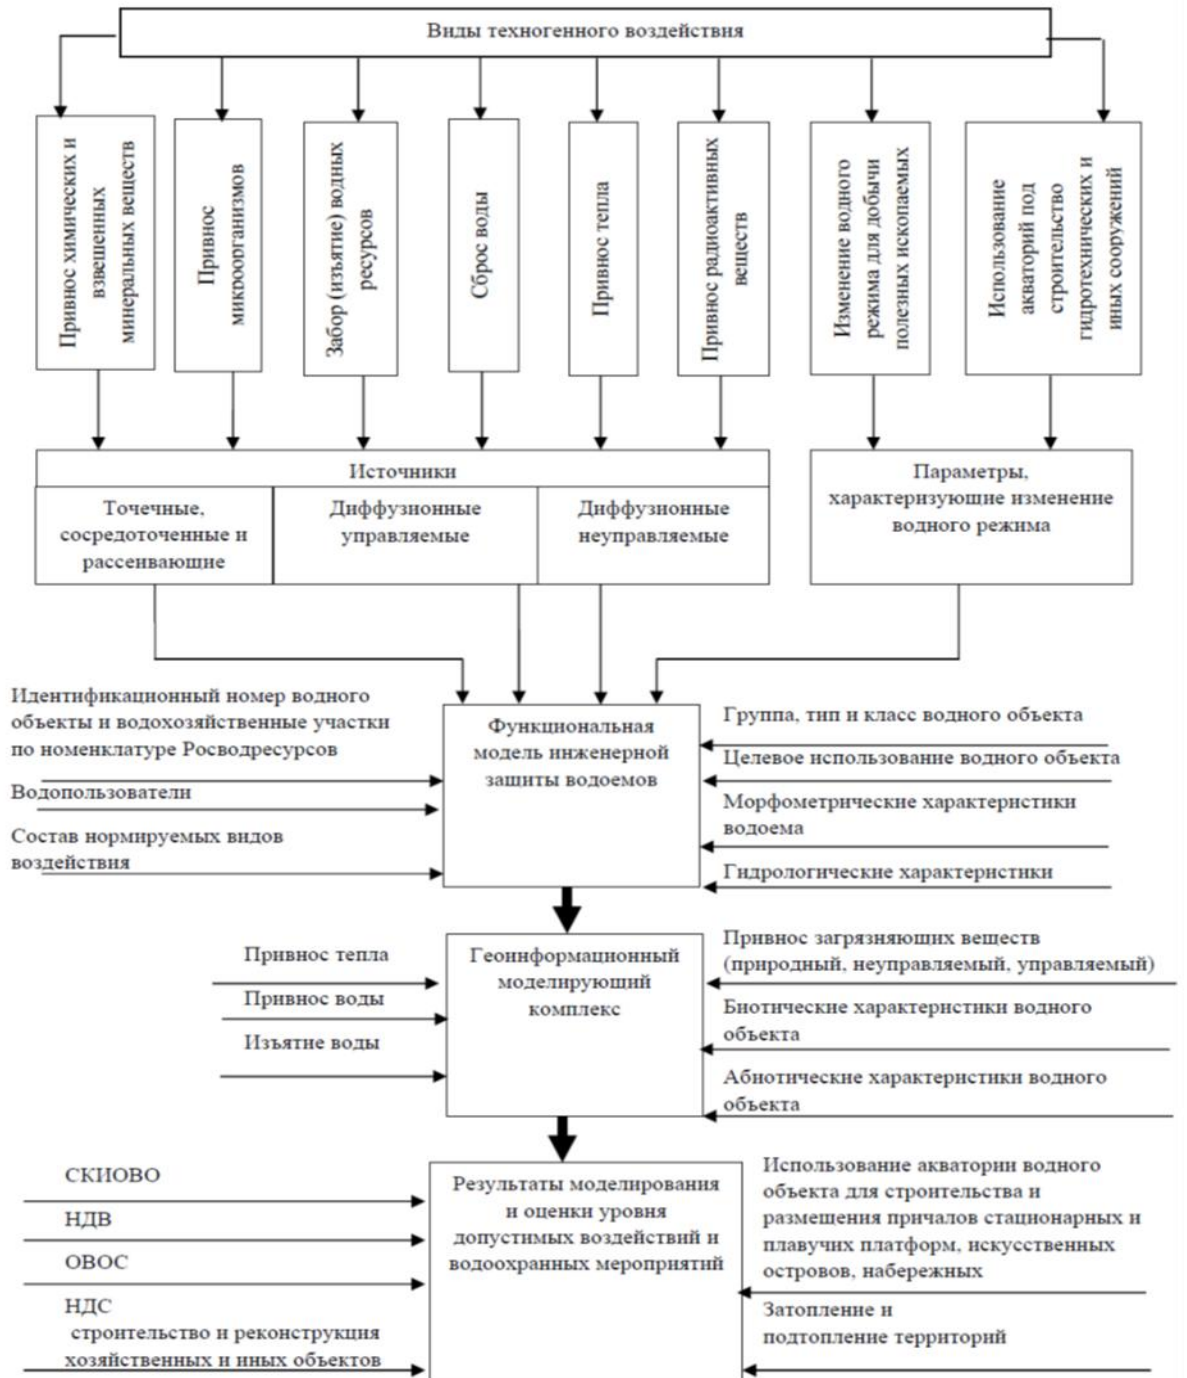 Виды техногенного воздействия
Привнос химических и
взвешенных
минеральных веществ
Привнос
микроорганизмов
Забор (изъятие) водных
ресурсов
Сброс воды
Привнос тепла
Привнос радиоактивных
веществ
Изменение водного
режима для добычи
полезных ископаемых
Использование
акваторий под
строительство
гидротехнических и
иных сооружений
Источники
Точечные,
сосредоточенные и
рассеивающие
Диффузионные
управляемые
Диффузионные
неуправляемые
Параметры,
характеризующие изменение
водного режима
Идентификационный номер водного
объекты и водохозяйственные участки
по номенклатуре Росводресурсов
Водопользователи
Состав нормируемых видов
воздействия
Функциональная
модель инженерной
защиты водоемов
Группа, тип и класс водного объекта
Целевое использование водного объекта
Морфометрические характеристики
водоема
Гидрологические характеристики
Привнос тепла
Привнос воды
Изъятие воды
Геоинформационный
моделирующий
комплекс
Привнос загрязняющих веществ
(природный, неуправляемый, управляемый)
Биотические характеристики водного
объекта
Абиотические характеристики водного
объекта
СКИОВО
НДВ
ОВОС
НДС
строительство и реконструкция
хозяйственных и иных объектов
Результаты моделирования
и оценки уровня
допустимых воздействий и
водоохранных мероприятий
Использование акватории водного
объекта для строительства и
размещения причалов стационарных и
плавучих платформ, искусственных
островов, набережных
Затопление и
подтопление территорий